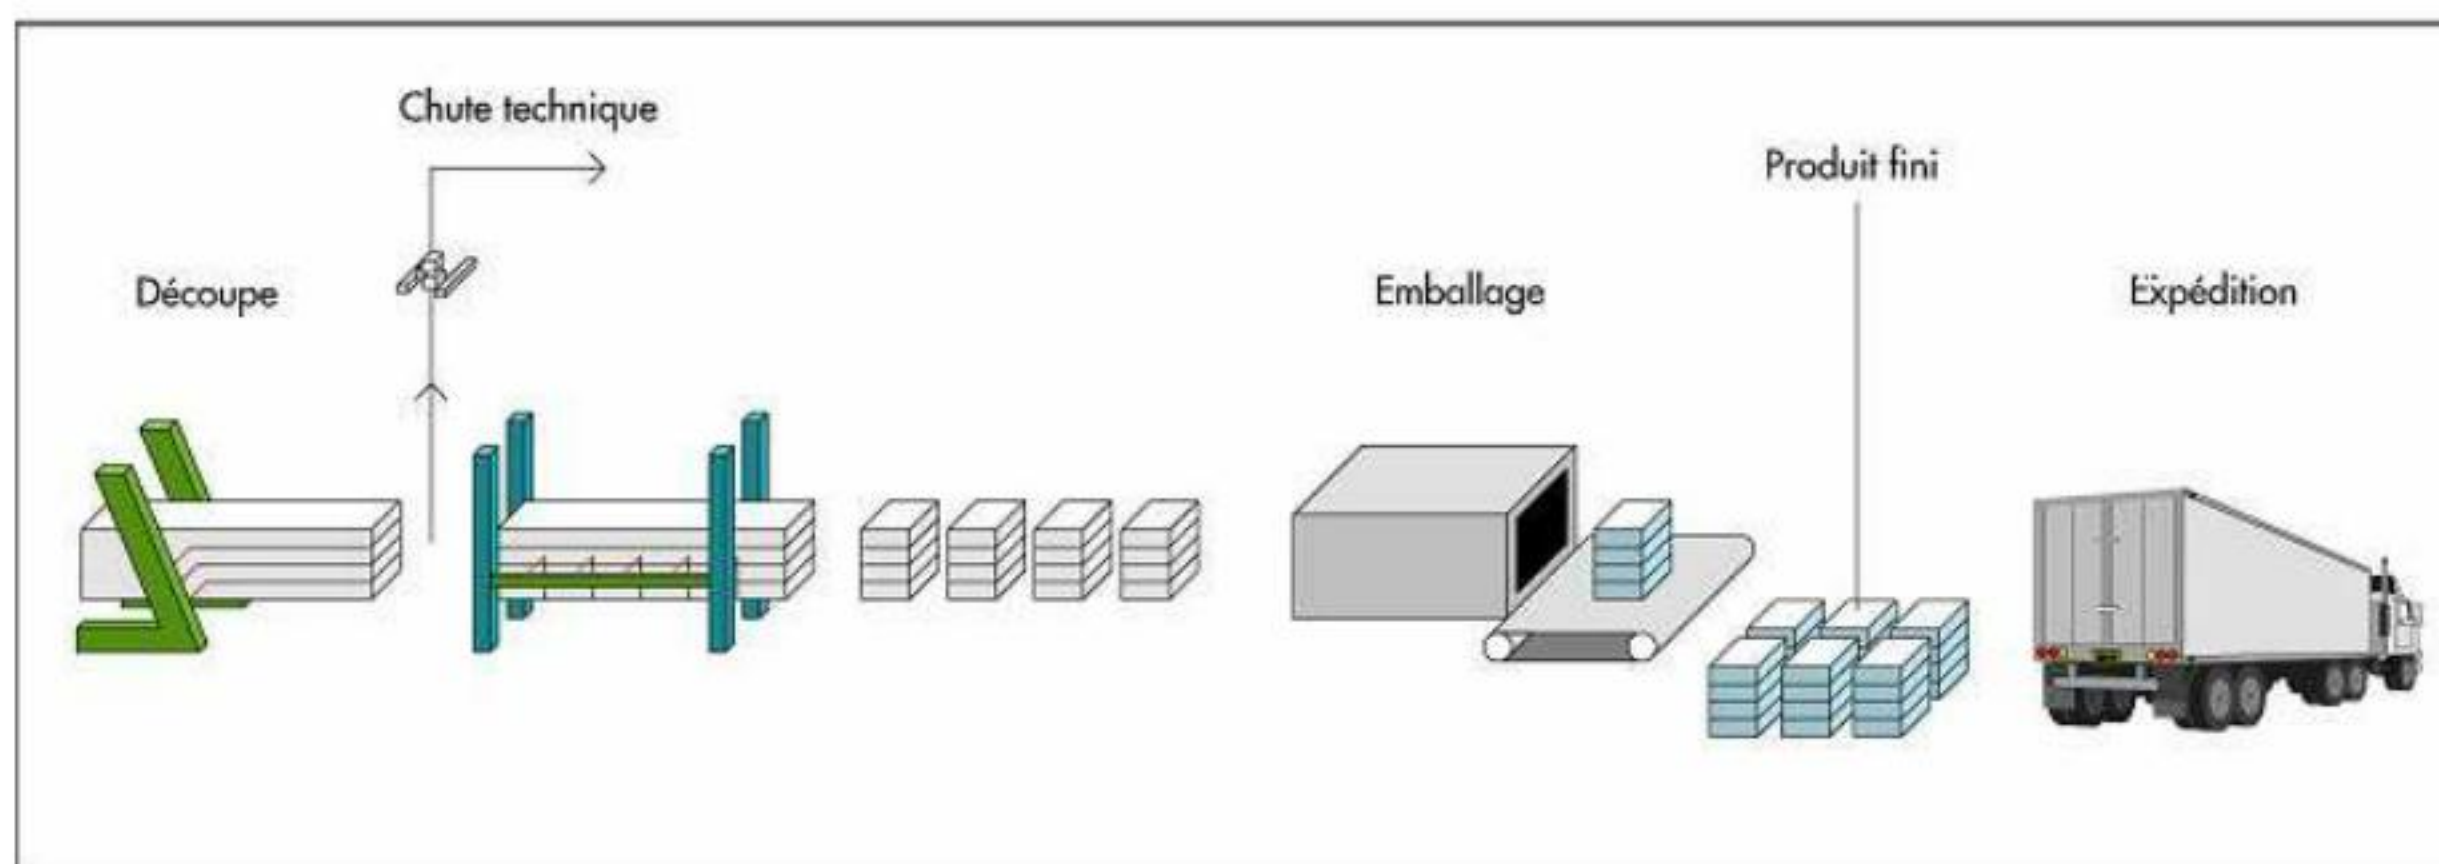 Chute technique
Produit fini
Découpe
Emballage
Expédition